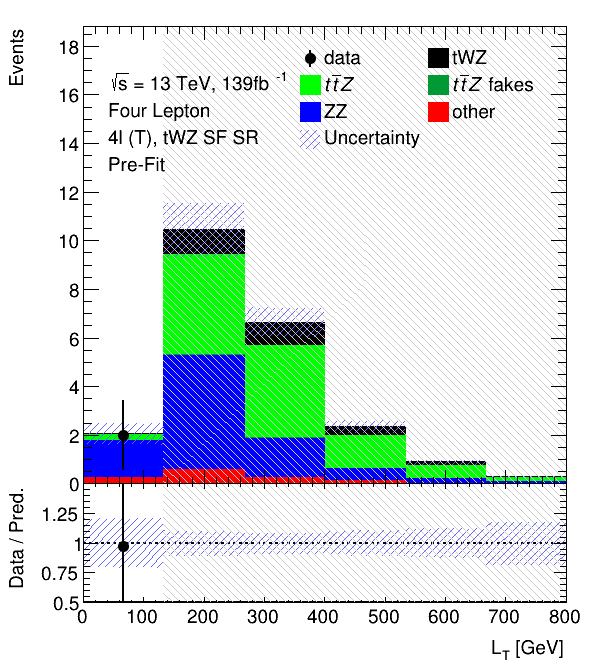 Events
18
16
14
12
10
8
6
4
2
0
√s = 13 TeV, 139fb⁻¹
Four Lepton
4l (T), tWZ SF SR
Pre-Fit
data
tt̄Z
ZZ
Uncertainty
tWZ
tt̄Z fakes
other
Data / Pred.
1.25
1
0.75
0.5
0 100 200 300 400 500 600 700 800
L_T [GeV]